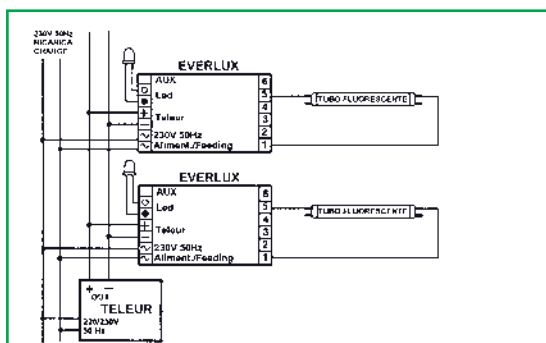 230V 50Hz
RICARICA
CHARGE
EVERLUX
AUX
Led
+ Teleur
−
~ 230V 50Hz
~ Aliment./Feeding
6
5
4
3
2
1
TUBO FLUORESCENTE
EVERLUX
AUX
Led
+ Teleur
−
~ 230V 50Hz
~ Aliment./Feeding
6
5
4
3
2
1
TUBO FLUORESCENTE
+ −
OUT
TELEUR
220/230V
50 Hz